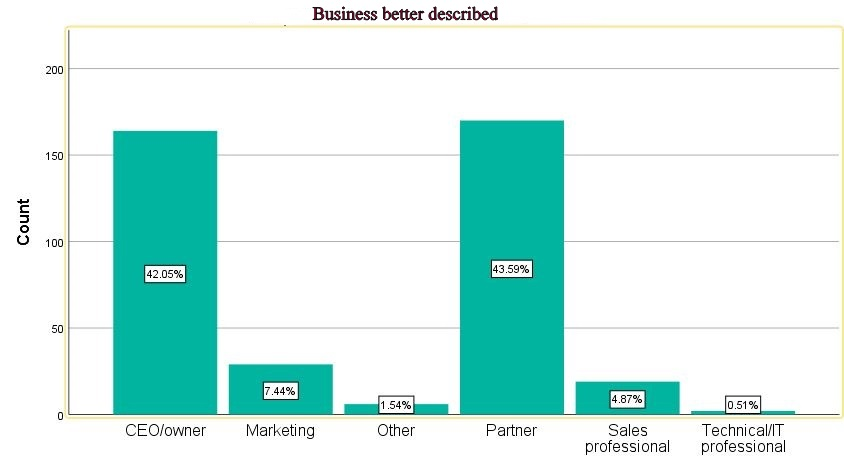 Business better described
200
150
100
50
0
Count
42.05%
7.44%
1.54%
43.59%
4.87%
0.51%
CEO/owner
Marketing
Other
Partner
Sales
professional
Technical/IT
professional